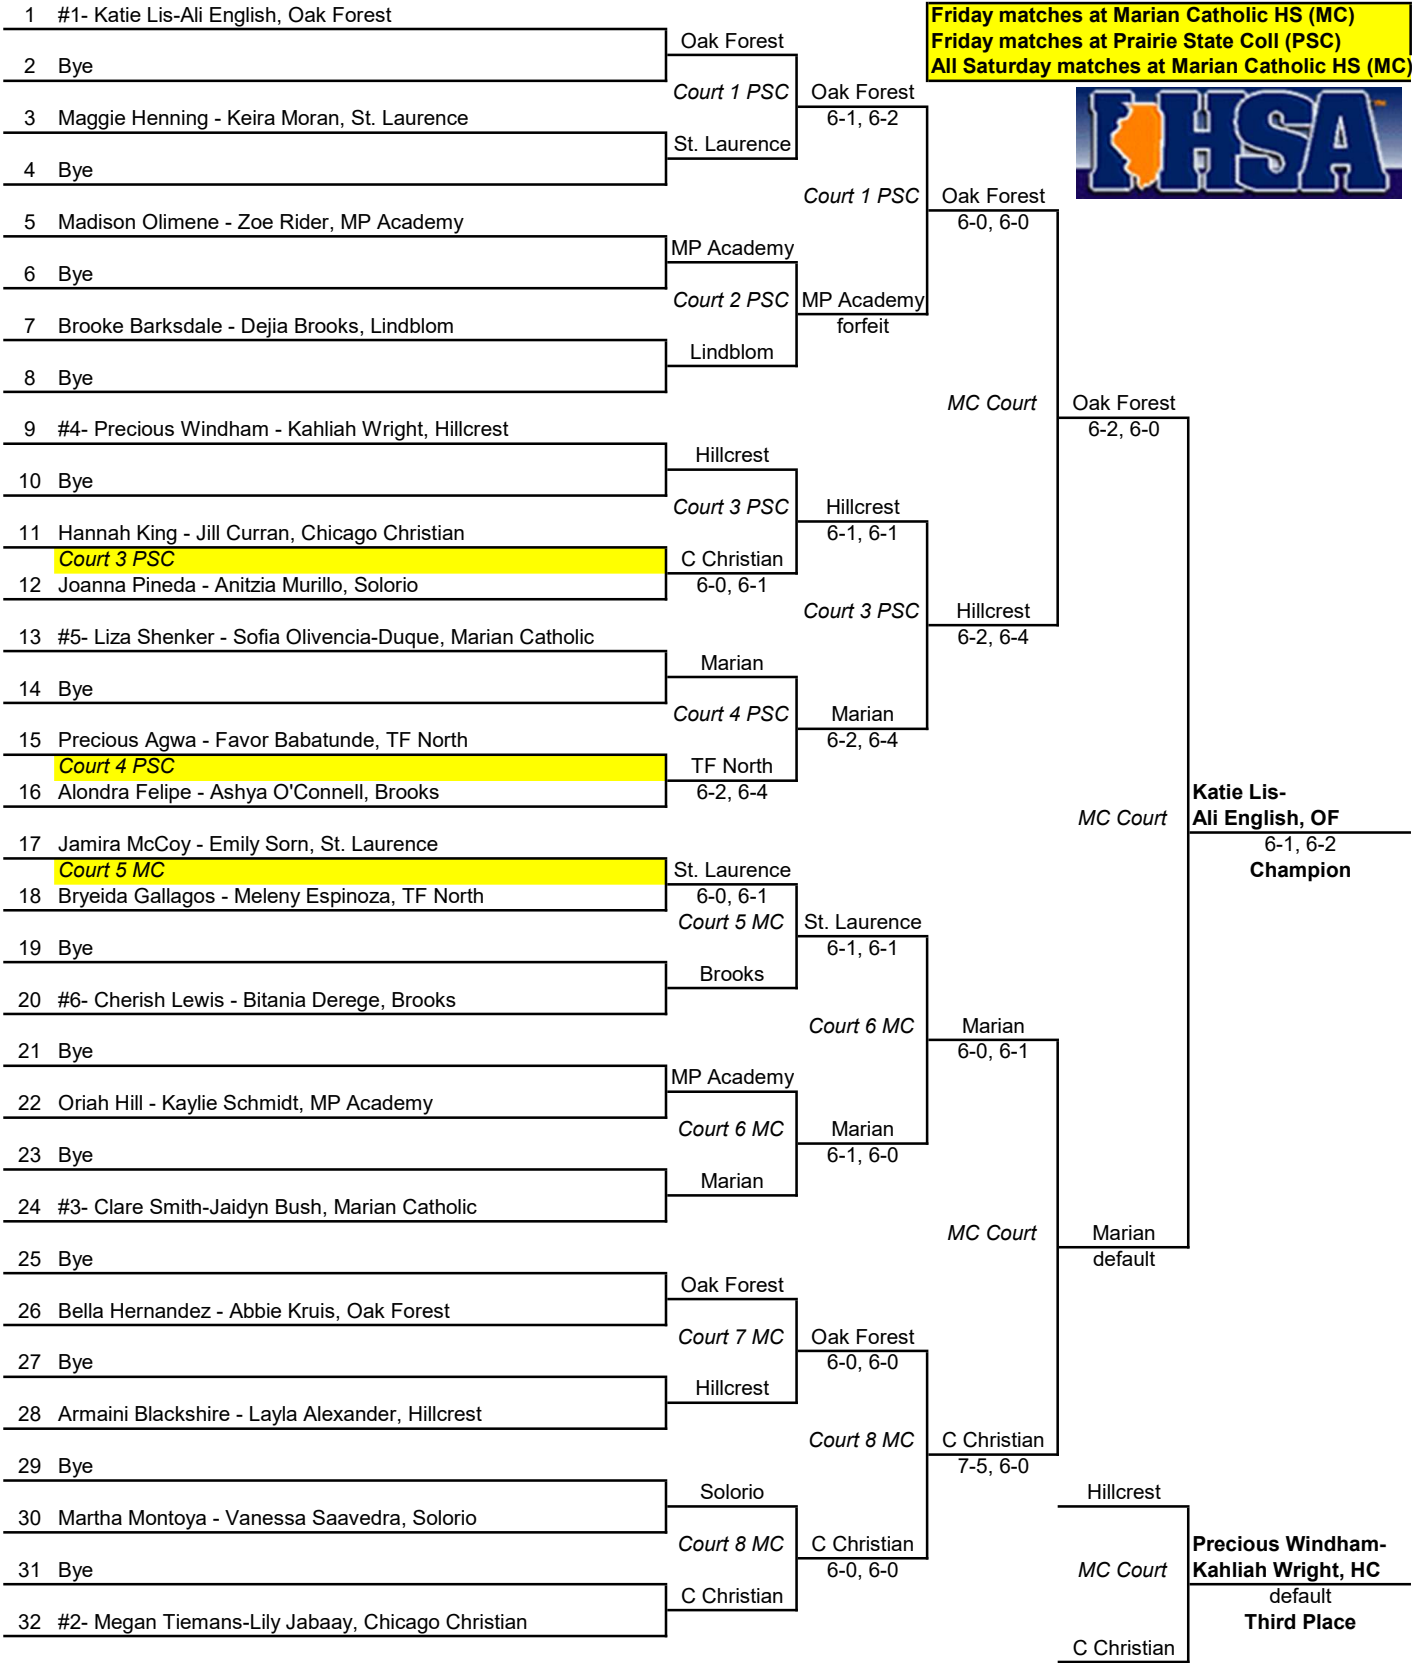 1 #1- Katie Lis-Ali English, Oak Forest
Friday matches at Marian Catholic HS (MC)
Friday matches at Prairie State Coll (PSC)
All Saturday matches at Marian Catholic HS (MC)
IHSA
Oak Forest
2 Bye
Court 1 PSC
Oak Forest
3 Maggie Henning - Keira Moran, St. Laurence
6-1, 6-2
St. Laurence
4 Bye
Court 1 PSC
Oak Forest
5 Madison Olimene - Zoe Rider, MP Academy
6-0, 6-0
MP Academy
6 Bye
Court 2 PSC
MP Academy
7 Brooke Barksdale - Dejia Brooks, Lindblom
forfeit
Lindblom
8 Bye
MC Court
Oak Forest
9 #4- Precious Windham - Kahliah Wright, Hillcrest
6-2, 6-0
Hillcrest
10 Bye
Court 3 PSC
Hillcrest
11 Hannah King - Jill Curran, Chicago Christian
6-1, 6-1
Court 3 PSC
C Christian
12 Joanna Pineda - Anitzia Murillo, Solorio
6-0, 6-1
Court 3 PSC
Hillcrest
13 #5- Liza Shenker - Sofia Olivencia-Duque, Marian Catholic
6-2, 6-4
Marian
14 Bye
Court 4 PSC
Marian
15 Precious Agwa - Favor Babatunde, TF North
6-2, 6-4
Court 4 PSC
TF North
16 Alondra Felipe - Ashya O'Connell, Brooks
6-2, 6-4
Katie Lis-
MC Court
Ali English, OF
17 Jamira McCoy - Emily Sorn, St. Laurence
6-1, 6-2
Court 5 MC
St. Laurence
Champion
18 Bryeida Gallagos - Meleny Espinoza, TF North
6-0, 6-1
Court 5 MC
St. Laurence
19 Bye
6-1, 6-1
Brooks
20 #6- Cherish Lewis - Bitania Derege, Brooks
Court 6 MC
Marian
21 Bye
6-0, 6-1
MP Academy
22 Oriah Hill - Kaylie Schmidt, MP Academy
Court 6 MC
Marian
23 Bye
6-1, 6-0
Marian
24 #3- Clare Smith-Jaidyn Bush, Marian Catholic
MC Court
Marian
25 Bye
default
Oak Forest
26 Bella Hernandez - Abbie Kruis, Oak Forest
Court 7 MC
Oak Forest
27 Bye
6-0, 6-0
Hillcrest
28 Armaini Blackshire - Layla Alexander, Hillcrest
Court 8 MC
C Christian
29 Bye
7-5, 6-0
Solorio
Hillcrest
30 Martha Montoya - Vanessa Saavedra, Solorio
Court 8 MC
C Christian
Precious Windham-
31 Bye
6-0, 6-0
MC Court
Kahliah Wright, HC
C Christian
default
32 #2- Megan Tiemans-Lily Jabaay, Chicago Christian
Third Place
C Christian